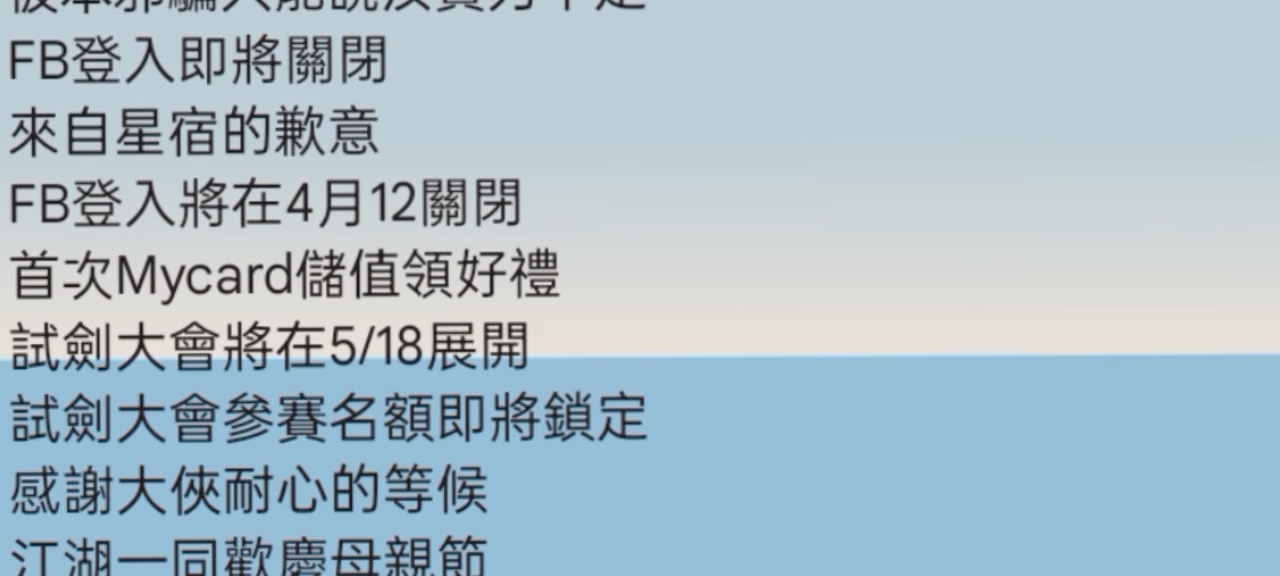 FB登入即將關閉
來自星宿的歉意
FB登入將在4月12關閉
首次Mycard儲值領好禮
試劍大會將在5/18展開
試劍大會參賽名額即將鎖定
感謝大俠耐心的等候
江湖一同歡慶母親節